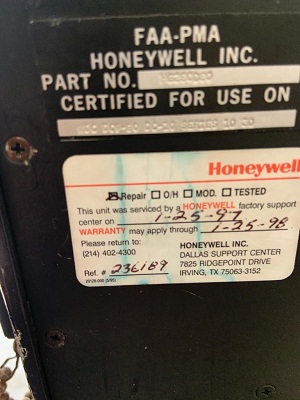 FAA-PMA
HONEYWELL INC.
PART NO.
CERTIFIED FOR USE ON
Honeywell
Repair O/H MOD. TESTED
This unit was serviced by a HONEYWELL factory support
center on 1-25-97
WARRANTY may apply through 1-25-98
Please return to:
(214) 402-4300
HONEYWELL INC.
DALLAS SUPPORT CENTER
7825 RIDGEPOINT DRIVE
IRVING, TX 75063-3152
Ref. # 236189